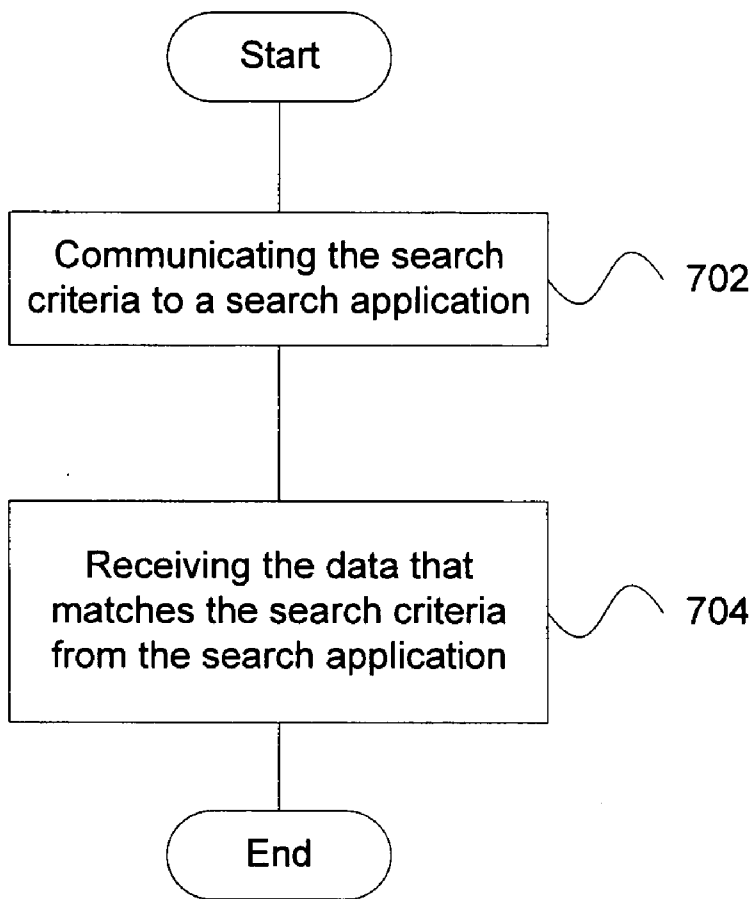 Start
Communicating the search
criteria to a search application
702
Receiving the data that
matches the search criteria
from the search application
704
End